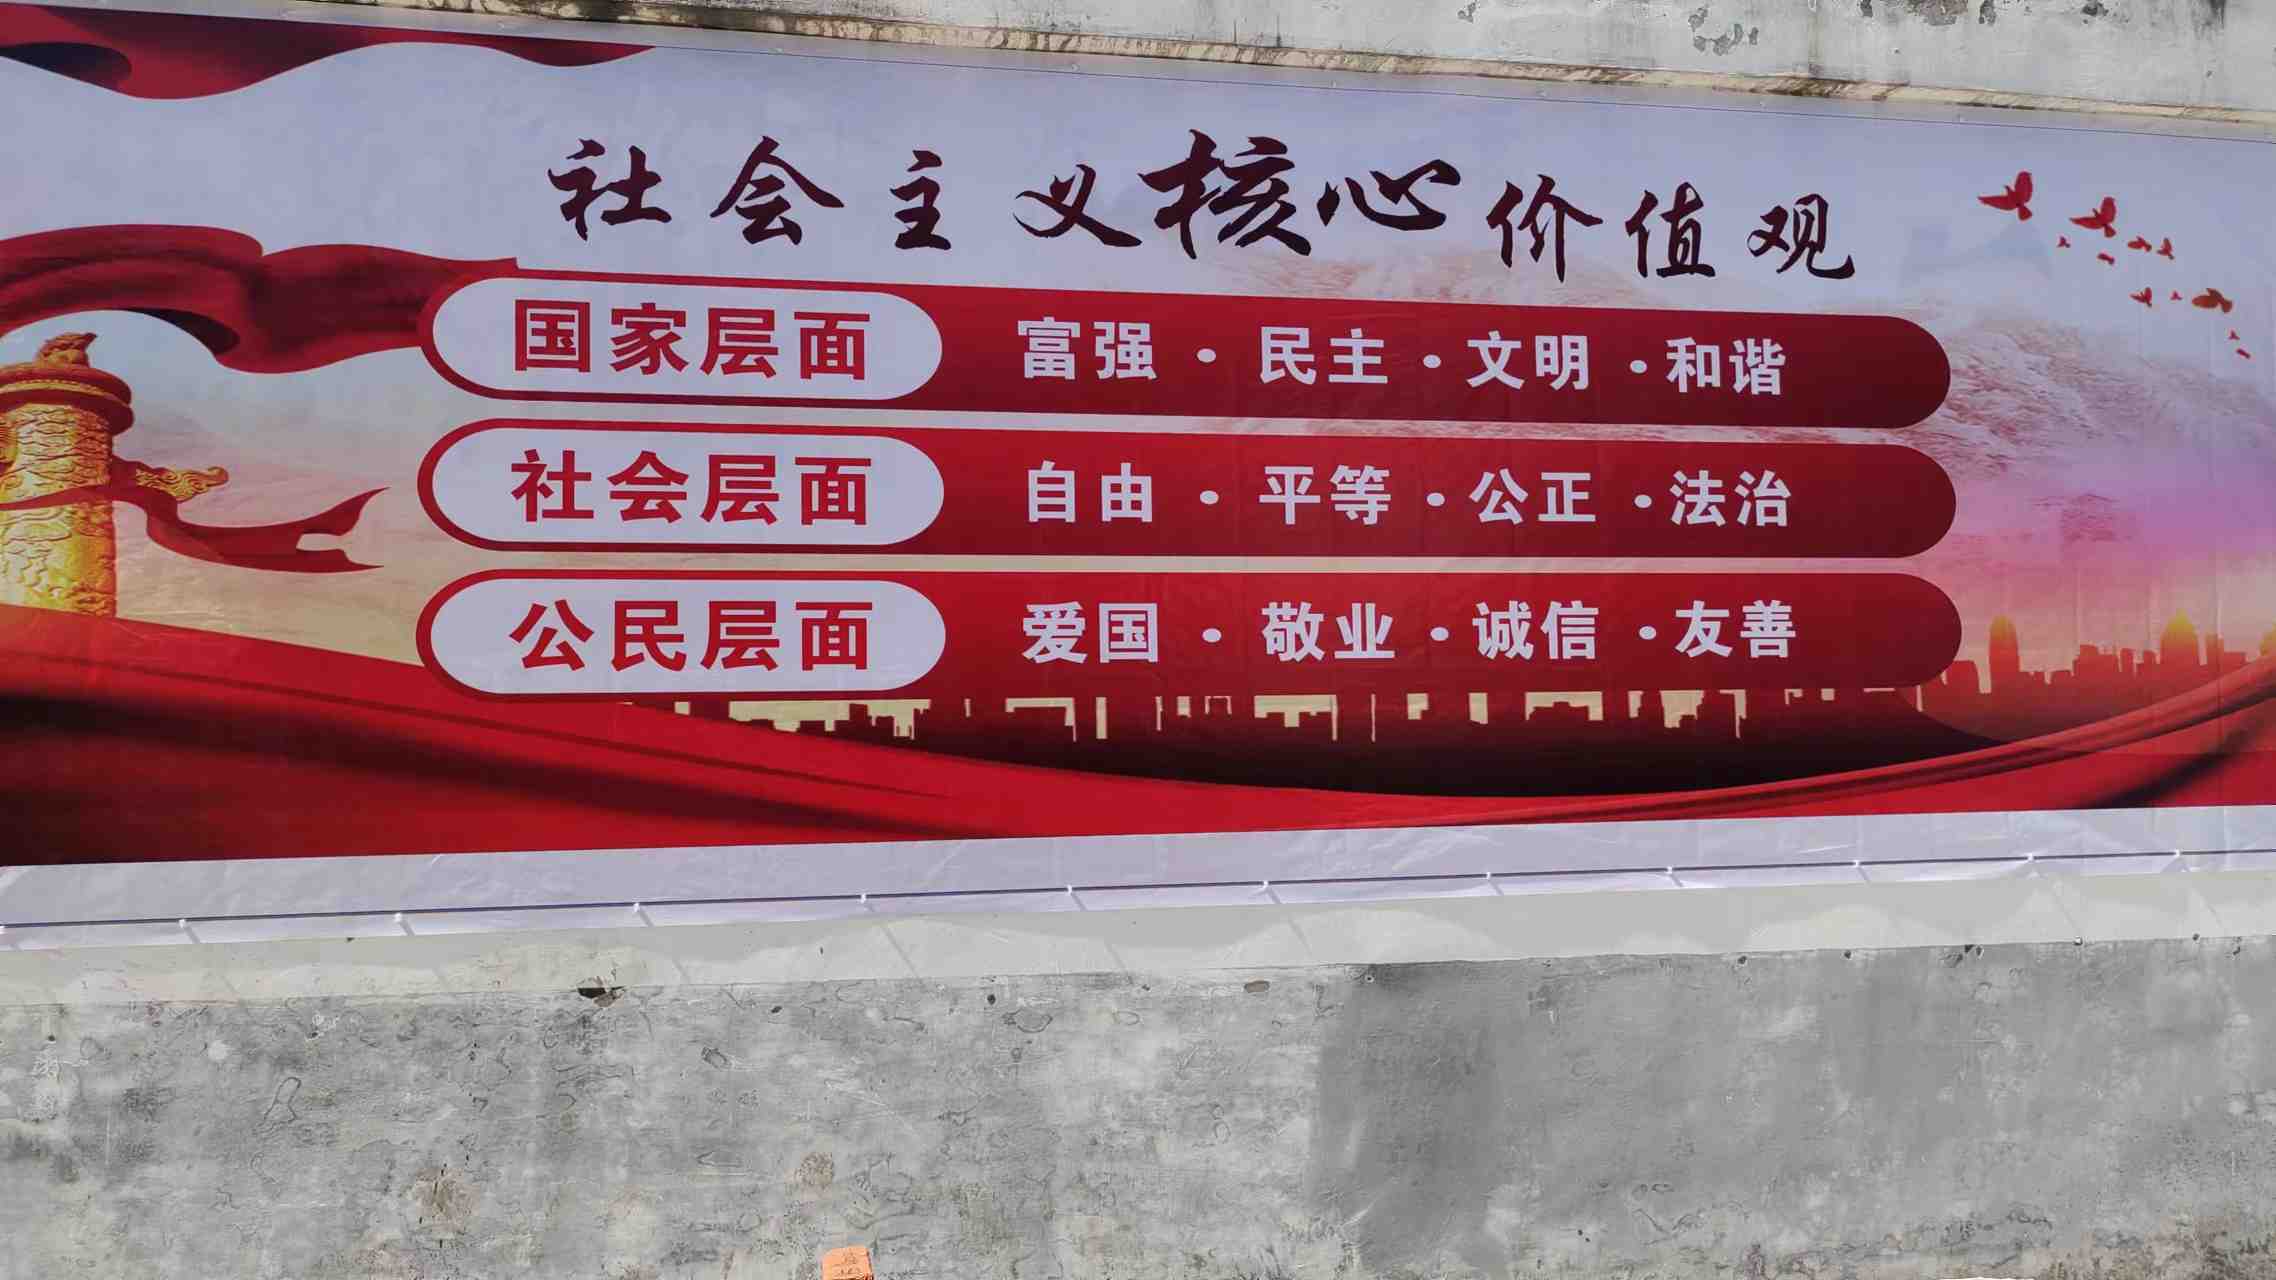 社会主义核心价值观
国家层面 富强·民主·文明·和谐
社会层面 自由·平等·公正·法治
公民层面 爱国·敬业·诚信·友善